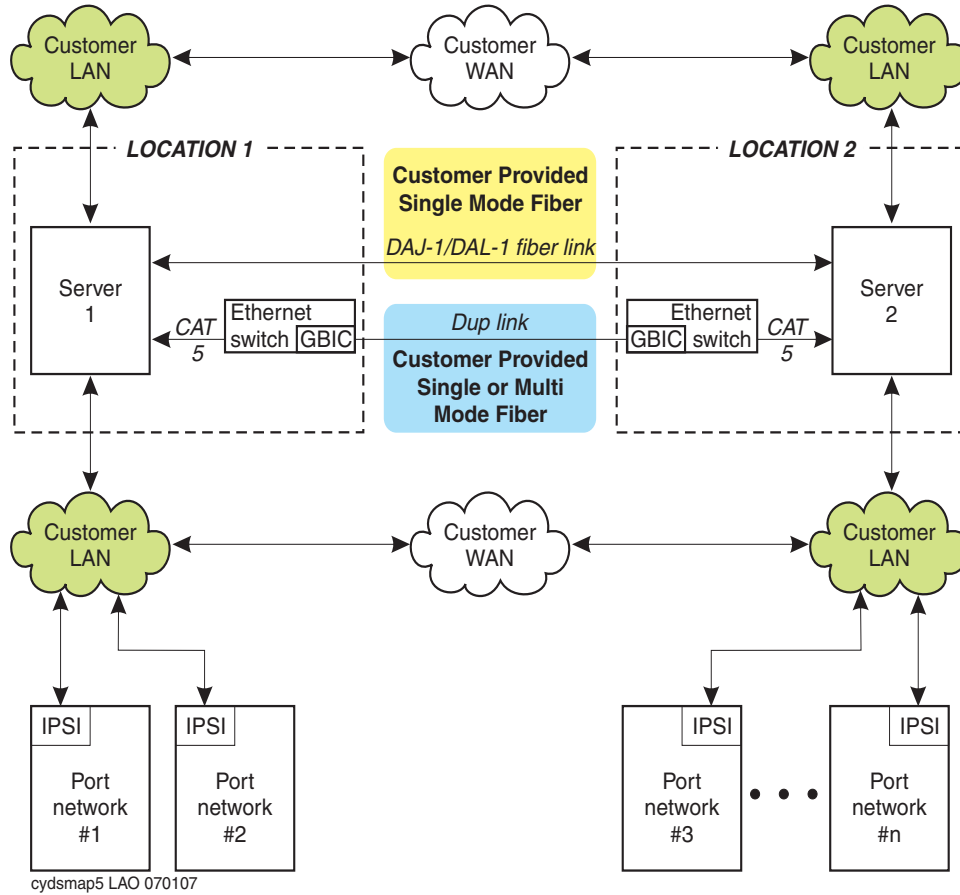 Customer
LAN
Customer
WAN
Customer
LAN
LOCATION 1
LOCATION 2
Customer Provided
Single Mode Fiber
DAJ-1/DAL-1 fiber link
Server
1
Server
2
CAT
5
Ethernet
switch
GBIC
Dup link
Customer Provided
Single or Multi
Mode Fiber
Ethernet
GBIC
switch
CAT
5
Customer
LAN
Customer
WAN
Customer
LAN
IPSI
Port
network
#1
IPSI
Port
network
#2
IPSI
Port
network
#3
IPSI
Port
network
#n
cydsmap5 LAO 070107